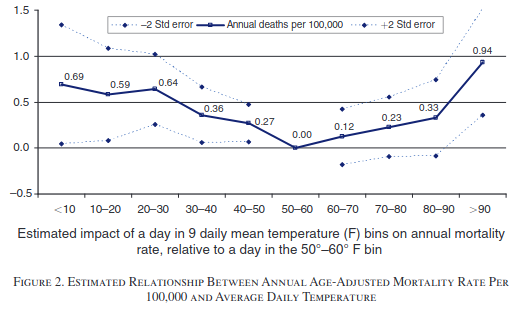 1.5
–2 Std error Annual deaths per 100,000 +2 Std error
1.0
0.5
0.0
–0.5
0.69
0.59
0.64
0.36
0.27
0.00
0.12
0.23
0.33
0.94
<10 10–20 20–30 30–40 40–50 50–60 60–70 70–80 80–90 >90
Estimated impact of a day in 9 daily mean temperature (F) bins on annual mortality
rate, relative to a day in the 50°–60° F bin
FIGURE 2. ESTIMATED RELATIONSHIP BETWEEN ANNUAL AGE-ADJUSTED MORTALITY RATE PER
100,000 AND AVERAGE DAILY TEMPERATURE